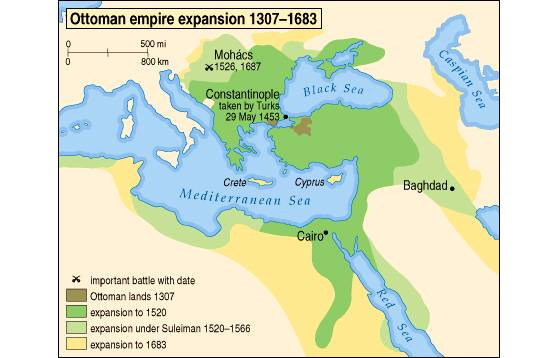 Ottoman empire expansion 1307–1683
0 500 mi
0 800 km
Mohács
1526, 1687
Constantinople
taken by Turks
29 May 1453
Black Sea
Caspian Sea
Crete
Cyprus
Baghdad
Mediterranean Sea
Cairo
Red Sea
important battle with date
Ottoman lands 1307
expansion to 1520
expansion under Suleiman 1520–1566
expansion to 1683